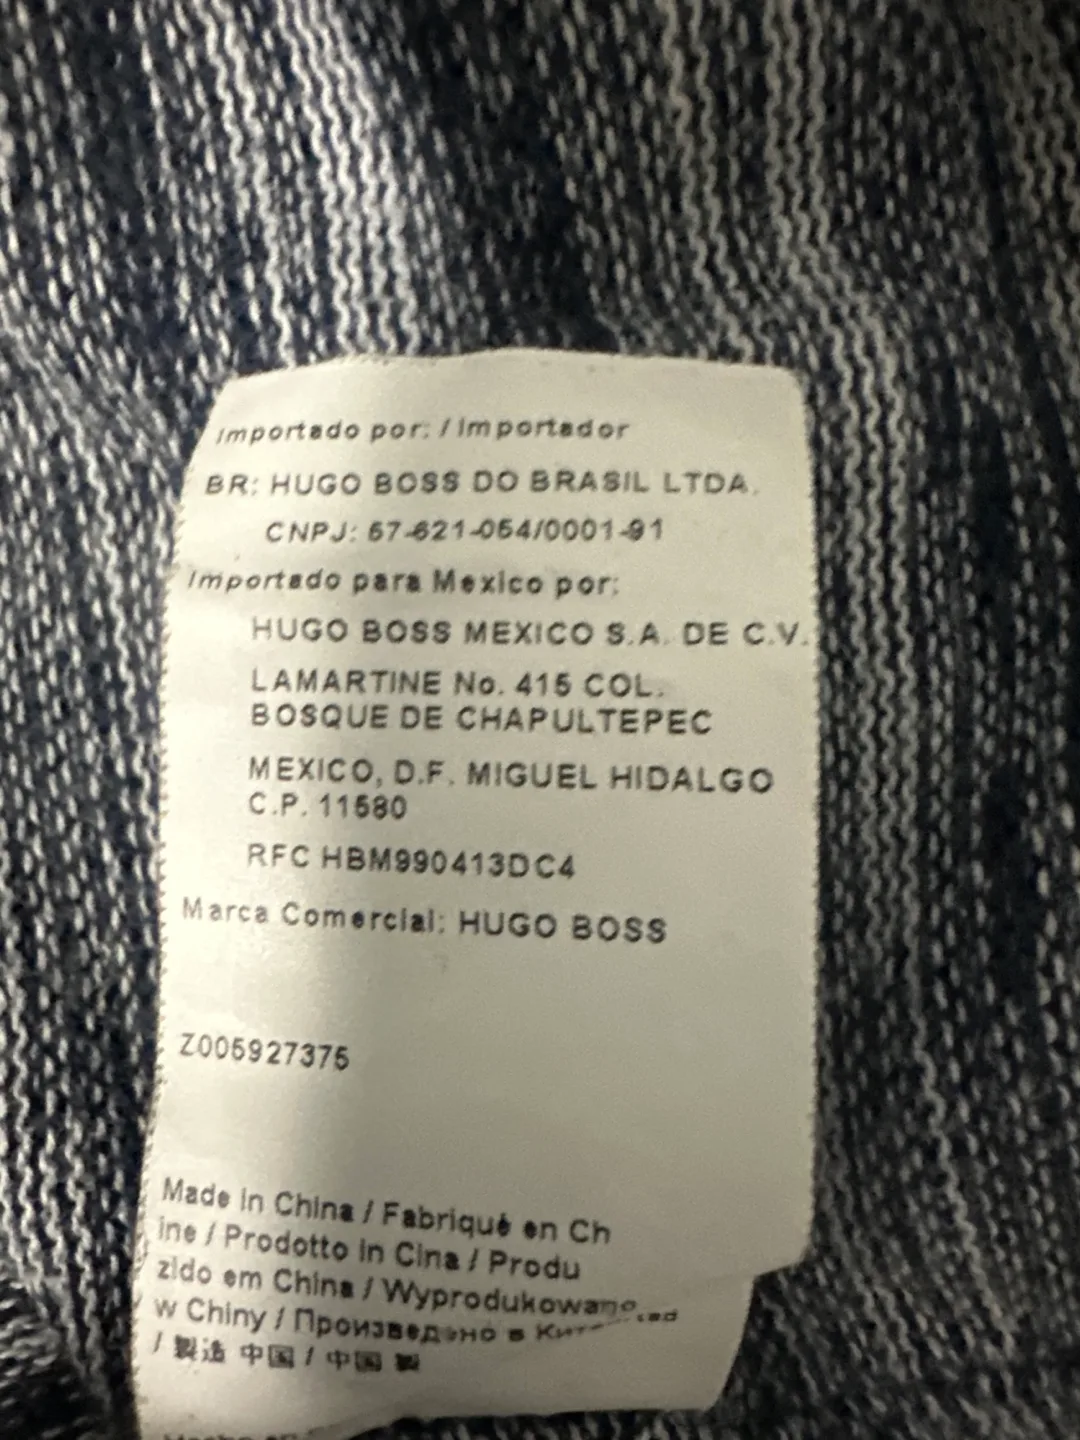 Importado por: / Importador
BR: HUGO BOSS DO BRASIL LTDA.
CNPJ: 57-621-054/0001-91
Importado para Mexico por:
HUGO BOSS MEXICO S.A. DE C.V.
LAMARTINE No. 415 COL.
BOSQUE DE CHAPULTEPEC
MEXICO, D.F. MIGUEL HIDALGO
C.P. 11580
RFC HBM990413DC4
Marca Comercial: HUGO BOSS
Z005927375
Made in China / Fabriqué en Ch
ine / Prodotto in Cina / Produ
zido em China / Wyprodukowano
w Chiny / Произведено в
/ 製造 中国 / 中国 製